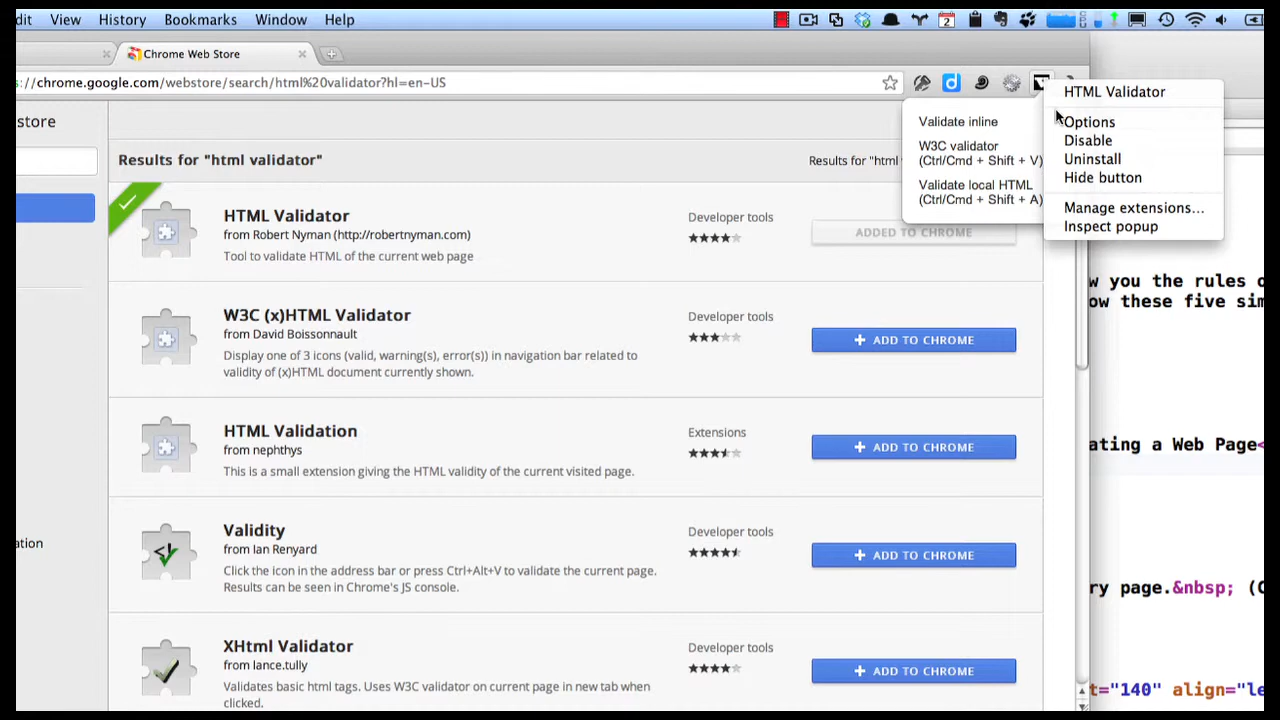 dit View History Bookmarks Window Help
2
Chrome Web Store
s://chrome.google.com/webstore/search/html%20validator?hl=en-US
d
HTML Validator
Options
Disable
Uninstall
Hide button
Manage extensions...
Inspect popup
Validate inline
W3C validator
(Ctrl/Cmd + Shift + V)
Validate local HTML
(Ctrl/Cmd + Shift + A)
store
Results for "html validator"
Results for "html
HTML Validator
from Robert Nyman (http://robertnyman.com)
Tool to validate HTML of the current web page
Developer tools
ADDED TO CHROME
W3C (x)HTML Validator
from David Boissonnault
Display one of 3 icons (valid, warning(s), error(s)) in navigation bar related to
validity of (x)HTML document currently shown.
Developer tools
ADD TO CHROME
HTML Validation
from nephthys
This is a small extension giving the HTML validity of the current visited page.
Extensions
ADD TO CHROME
Validity
from Ian Renyard
Click the icon in the address bar or press Ctrl+Alt+V to validate the current page.
Results can be seen in Chrome's JS console.
Developer tools
ADD TO CHROME
XHtml Validator
from lance.tully
Validates basic html tags. Uses W3C validator on current page in new tab when
clicked.
Developer tools
ADD TO CHROME
ation
w you the rules o
ow these five sim
ating a Web Page<
ry page.&nbsp; (C
t="140" align="le